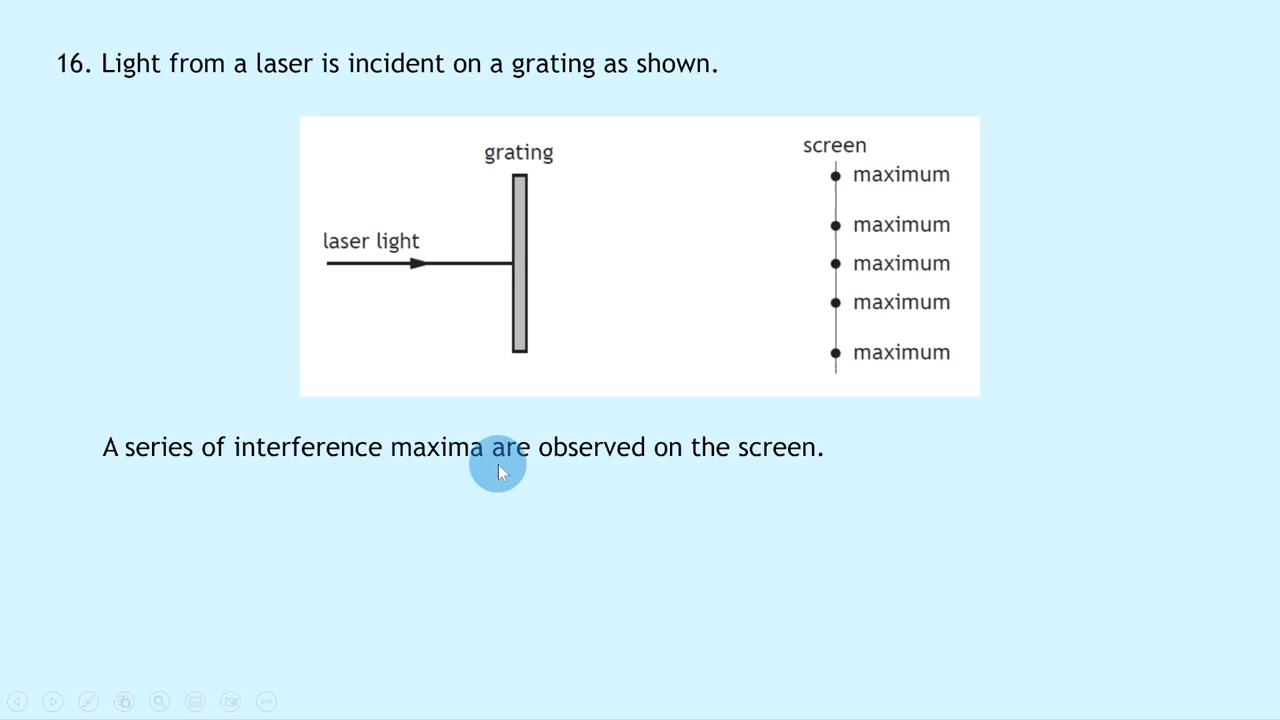 16. Light from a laser is incident on a grating as shown.
grating
screen
maximum
maximum
laser light
maximum
maximum
maximum
A series of interference maxima are observed on the screen.